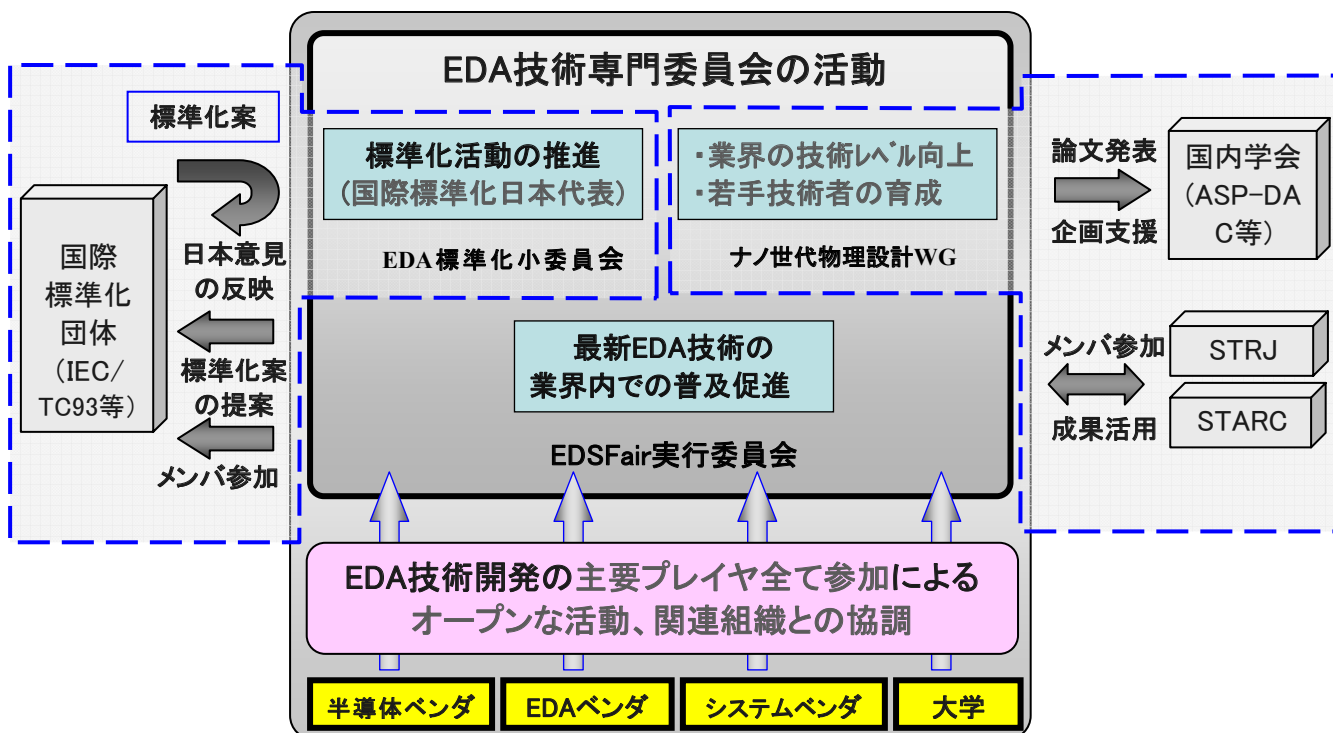 EDA技術専門委員会の活動
標準化案
標準化活動の推進
(国際標準化日本代表)
EDA標準化小委員会
・業界の技術レベル向上
・若手技術者の育成
ナノ世代物理設計WG
国際
標準化
団体
(IEC/
TC93等)
日本意見
の反映
標準化案
の提案
メンバ参加
論文発表
企画支援
国内学会
(ASP-DA
C等)
メンバ参加
成果活用
STRJ
STARC
最新EDA技術の
業界内での普及促進
EDSFair実行委員会
EDA技術開発の主要プレイヤ全て参加による
オープンな活動、関連組織との協調
半導体ベンダ
EDAベンダ
システムベンダ
大学